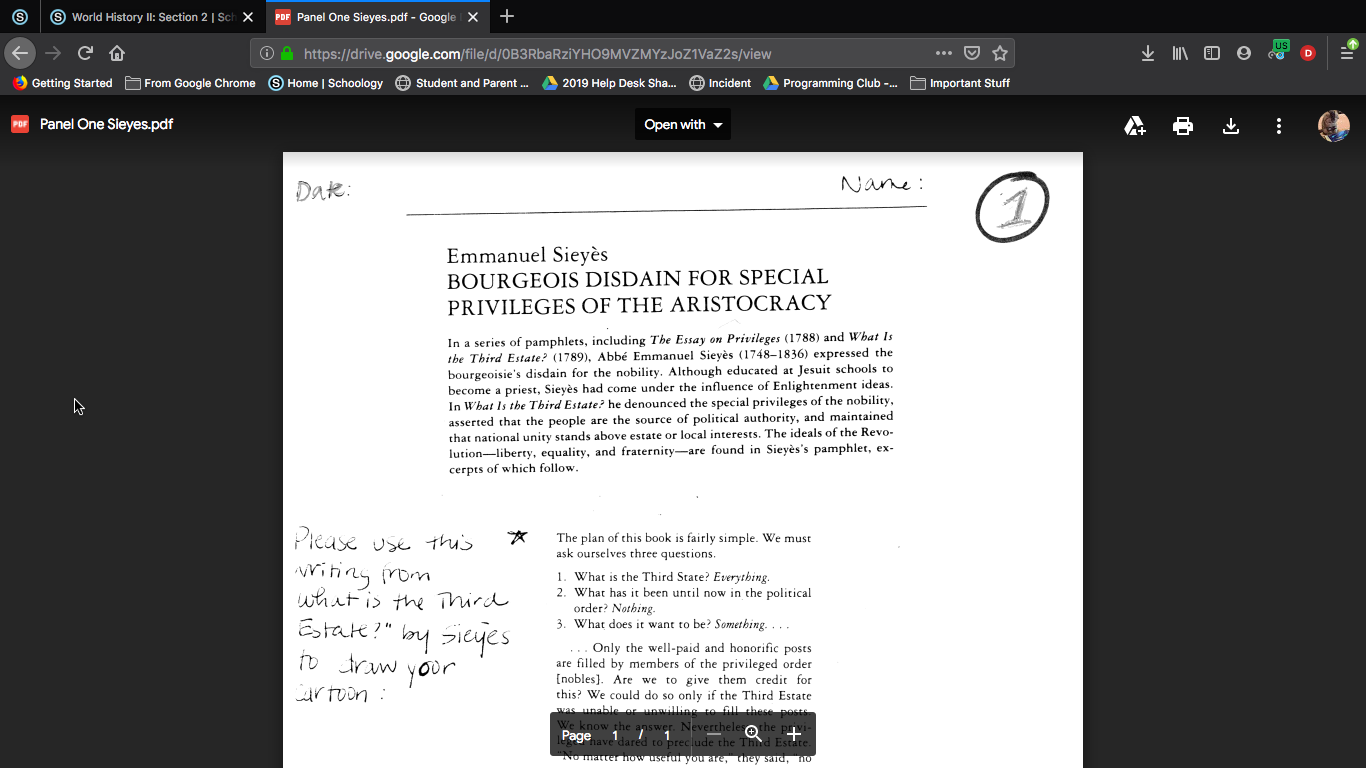 World History II: Section 2 | Sch
Panel One Sieyes.pdf - Google
https://drive.google.com/file/d/0B3RbaRziYHO9MVZMYzJoZ1VaZ2s/view
US
D
Getting Started
From Google Chrome
Home | Schoology
Student and Parent ...
2019 Help Desk Sha...
Incident
Programming Club -...
Important Stuff
PDF
Panel One Sieyes.pdf
Open with
Date:
Name:
1
Emmanuel Sieyès
BOURGEOIS DISDAIN FOR SPECIAL
PRIVILEGES OF THE ARISTOCRACY
In a series of pamphlets, including The Essay on Privileges (1788) and What Is
the Third Estate? (1789), Abbé Emmanuel Sieyès (1748–1836) expressed the
bourgeoisie's disdain for the nobility. Although educated at Jesuit schools to
become a priest, Sieyès had come under the influence of Enlightenment ideas.
In What Is the Third Estate? he denounced the special privileges of the nobility,
asserted that the people are the source of political authority, and maintained
that national unity stands above estate or local interests. The ideals of the Revo-
lution—liberty, equality, and fraternity—are found in Sieyès's pamphlet, ex-
cerpts of which follow.
Please use this
writing from
What is the Third
Estate?" by Sieyès
to draw your
cartoon:
The plan of this book is fairly simple. We must
ask ourselves three questions.
1. What is the Third State? Everything.
2. What has it been until now in the political
order? Nothing.
3. What does it want to be? Something. . . .
. . . Only the well-paid and honorific posts
are filled by members of the privileged order
[nobles]. Are we to give them credit for
this? We could do so only if the Third Estate
was unable or unwilling to fill these posts.
We know the answer. Nevertheless, the privi-
leged have dared to preclude the Third Estate.
"No matter how useful you are," they said, "no
Page 1 / 1